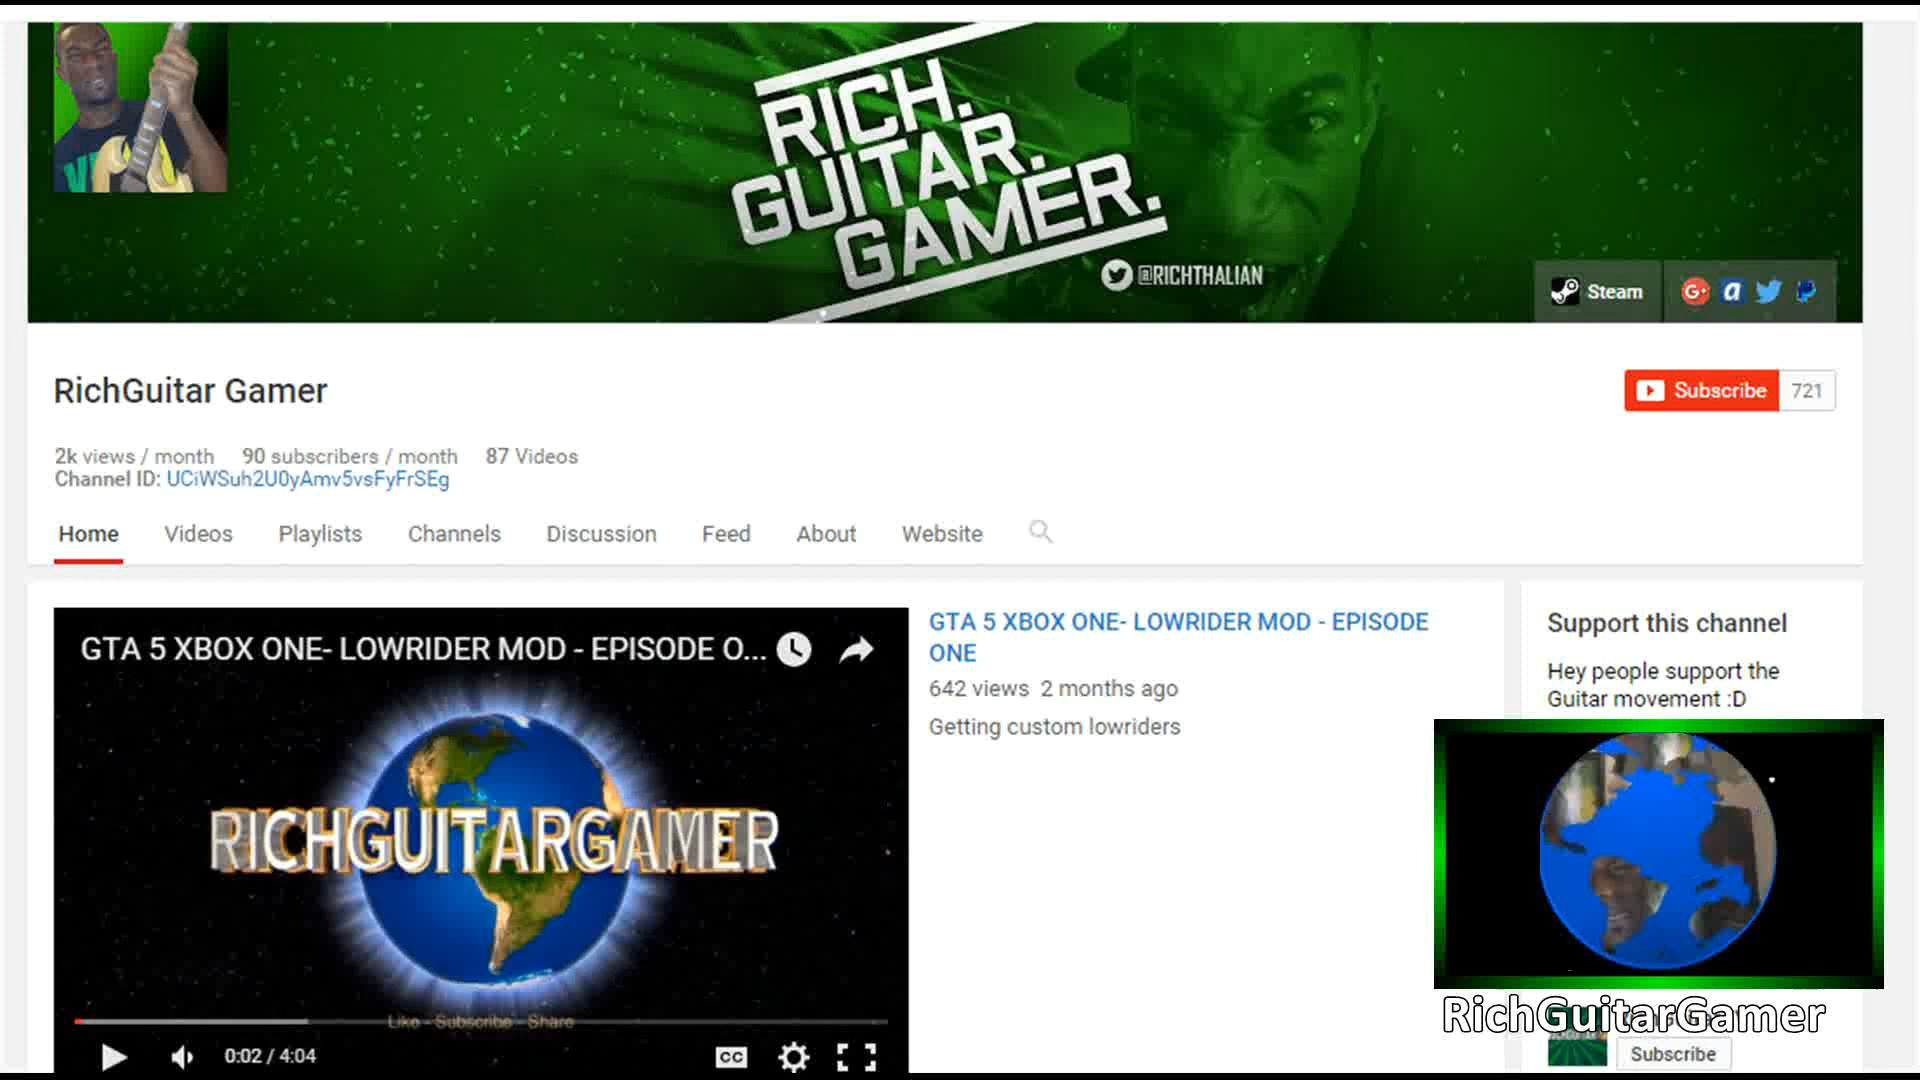 RICH.
GUITAR.
GAMER.
@RICHTHALIAN
Steam
RichGuitar Gamer
Subscribe 721
2k views / month 90 subscribers / month 87 Videos
Channel ID: UCiWSuh2U0yAmv5vsFyFrSEg
Home Videos Playlists Channels Discussion Feed About Website
GTA 5 XBOX ONE- LOWRIDER MOD - EPISODE O...
RICHGUITARGAMER
Like - Subscribe - Share
0:02 / 4:04
CC
GTA 5 XBOX ONE- LOWRIDER MOD - EPISODE
ONE
642 views 2 months ago
Getting custom lowriders
Support this channel
Hey people support the
Guitar movement :D
RichGuitarGamer
Subscribe